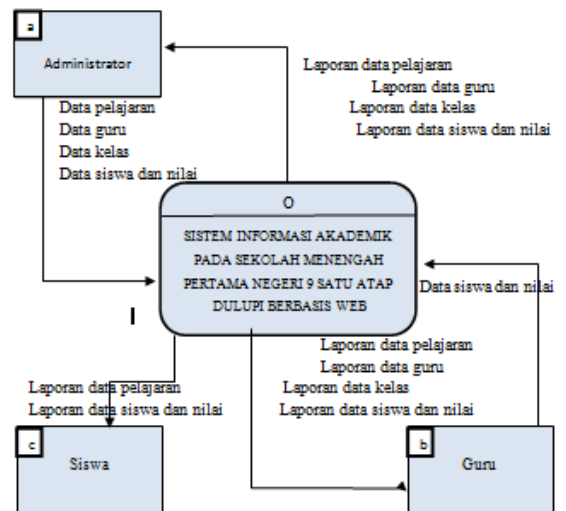 a
Administrator
Laporan data pelajaran
Laporan data guru
Laporan data kelas
Laporan data siswa dan nilai
Data pelajaran
Data guru
Data kelas
Data siswa dan nilai
O
SISTEM INFORMASI AKADEMIK
PADA SEKOLAH MENENGAH
PERTAMA NEGERI 9 SATU ATAP
DULUPI BERBASIS WEB
Data siswa dan nilai
I
Laporan data pelajaran
Laporan data guru
Laporan data kelas
Laporan data siswa dan nilai
Laporan data pelajaran
Laporan data siswa dan nilai
c
Siswa
b
Guru